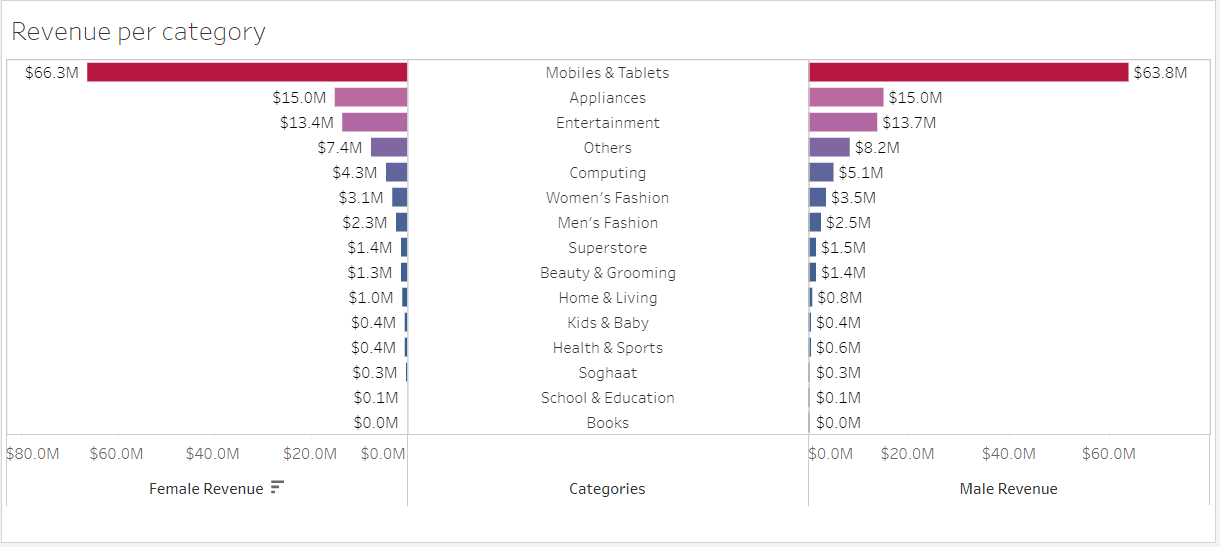 Revenue per category
$66.3M Mobiles & Tablets $63.8M
$15.0M Appliances $15.0M
$13.4M Entertainment $13.7M
$7.4M Others $8.2M
$4.3M Computing $5.1M
$3.1M Women's Fashion $3.5M
$2.3M Men's Fashion $2.5M
$1.4M Superstore $1.5M
$1.3M Beauty & Grooming $1.4M
$1.0M Home & Living $0.8M
$0.4M Kids & Baby $0.4M
$0.4M Health & Sports $0.6M
$0.3M Soghaat $0.3M
$0.1M School & Education $0.1M
$0.0M Books $0.0M
$80.0M $60.0M $40.0M $20.0M $0.0M $0.0M $20.0M $40.0M $60.0M
Female Revenue Categories Male Revenue